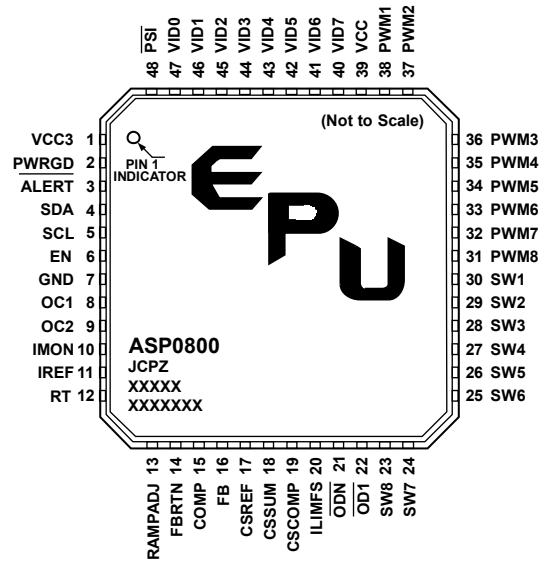 48 PSI
47 VID0
46 VID1
45 VID2
44 VID3
43 VID4
42 VID5
41 VID6
40 VID7
39 VCC
38 PWM1
37 PWM2
VCC3 1
PWRGD 2
ALERT 3
SDA 4
SCL 5
EN 6
GND 7
OC1 8
OC2 9
IMON 10
IREF 11
RT 12
(Not to Scale)
PIN 1
INDICATOR
EPU
ASP0800
JCPZ
XXXXX
XXXXXXX
36 PWM3
35 PWM4
34 PWM5
33 PWM6
32 PWM7
31 PWM8
30 SW1
29 SW2
28 SW3
27 SW4
26 SW5
25 SW6
RAMPADJ 13
FBRTN 14
COMP 15
FB 16
CSREF 17
CSSUM 18
CSCOMP 19
ILIMFS 20
ODN 21
OD1 22
SW8 23
SW7 24